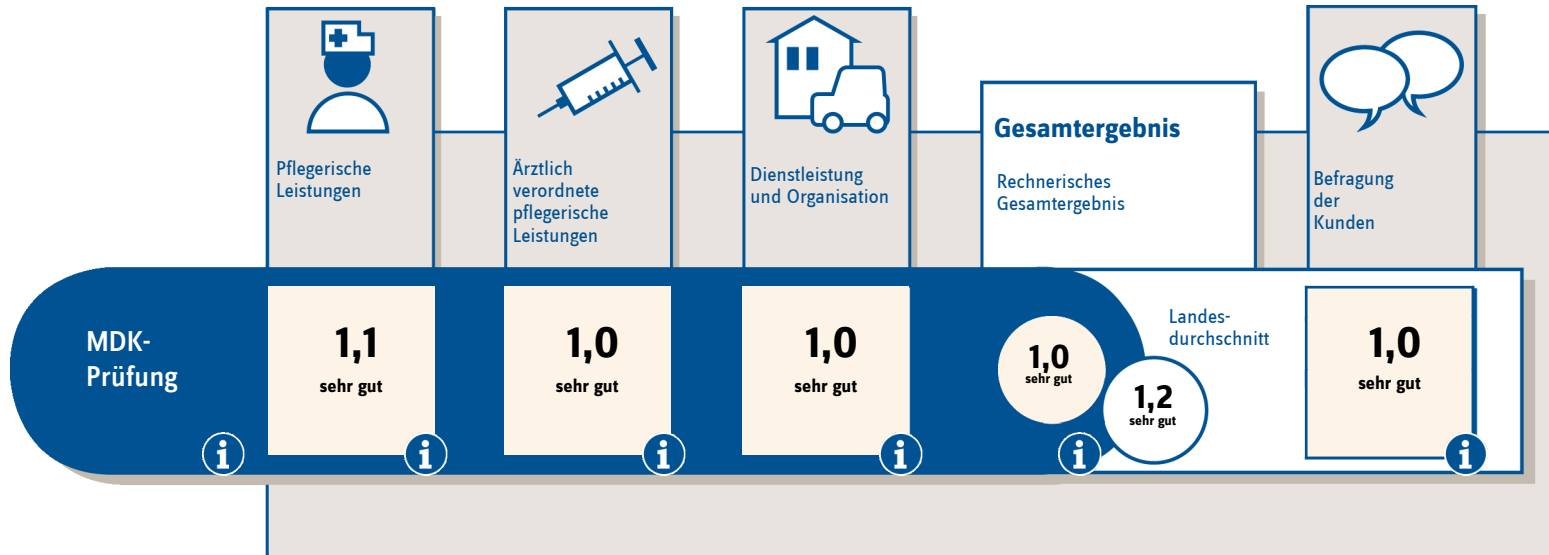 Pflegerische
Leistungen
Ärztlich
verordnete
pflegerische
Leistungen
Dienstleistung
und Organisation
Gesamtergebnis
Rechnerisches
Gesamtergebnis
Befragung
der
Kunden
MDK-
Prüfung
1,1
sehr gut
1,0
sehr gut
1,0
sehr gut
1,0
sehr gut
Landes-
durchschnitt
1,2
sehr gut
1,0
sehr gut
i
i
i
i
i
i